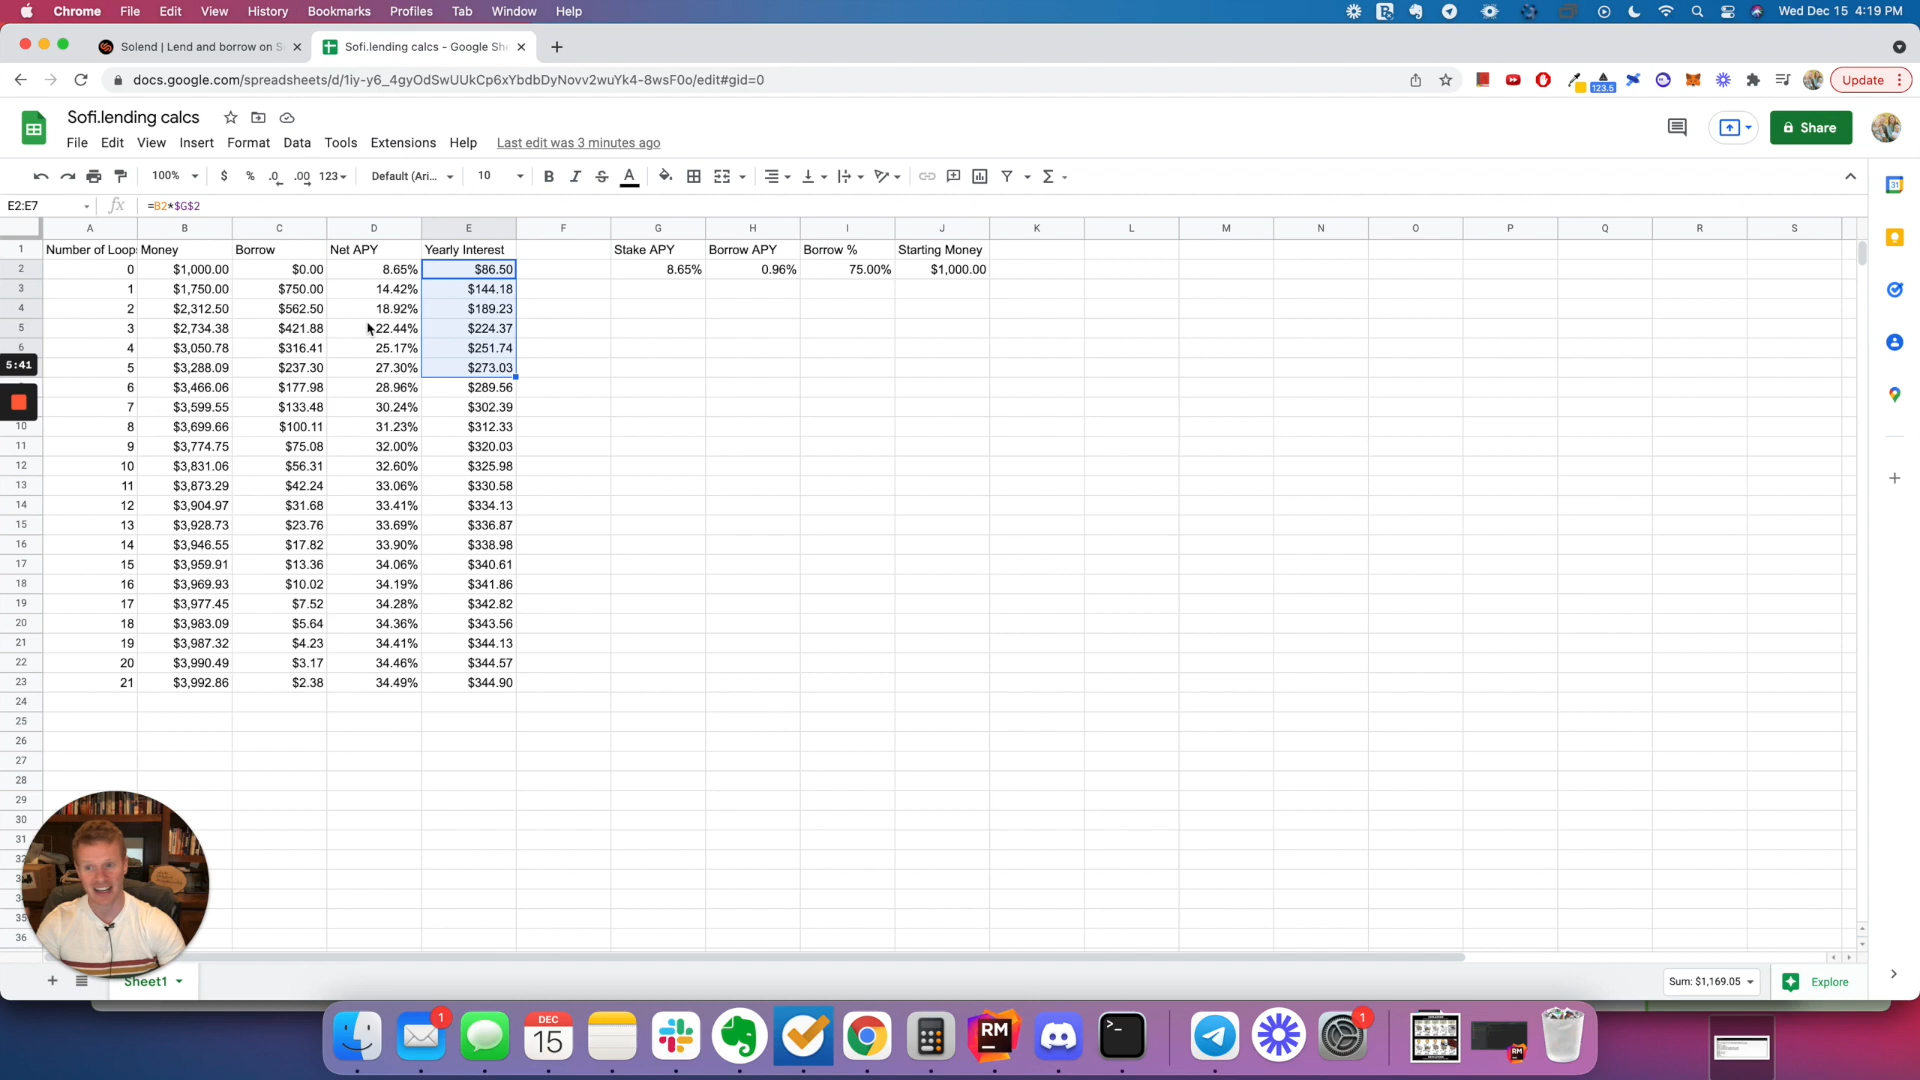 Chrome File Edit View History Bookmarks Profiles Tab Window Help Wed Dec 15 4:19 PM
Solend | Lend and borrow on S
Sofi.lending calcs - Google She
docs.google.com/spreadsheets/d/1iy-y6_4gyOdSwUUkCp6xYbdbDyNovv2wuYk4-8wsF0o/edit#gid=0
123.5
Update
Sofi.lending calcs
File Edit View Insert Format Data Tools Extensions Help Last edit was 3 minutes ago
Share
100% $ % .0 .00 123 Default (Ari... 10 B I S A
E2:E7 fx =B2*$G$2
A B C D E F G H I J K L M N O P Q R S
1 Number of Loop: Money Borrow Net APY Yearly Interest Stake APY Borrow APY Borrow % Starting Money
2 0 $1,000.00 $0.00 8.65% $86.50 8.65% 0.96% 75.00% $1,000.00
3 1 $1,750.00 $750.00 14.42% $144.18
4 2 $2,312.50 $562.50 18.92% $189.23
5 3 $2,734.38 $421.88 22.44% $224.37
6 4 $3,050.78 $316.41 25.17% $251.74
5 $3,288.09 $237.30 27.30% $273.03
6 $3,466.06 $177.98 28.96% $289.56
7 $3,599.55 $133.48 30.24% $302.39
10 8 $3,699.66 $100.11 31.23% $312.33
11 9 $3,774.75 $75.08 32.00% $320.03
12 10 $3,831.06 $56.31 32.60% $325.98
13 11 $3,873.29 $42.24 33.06% $330.58
14 12 $3,904.97 $31.68 33.41% $334.13
15 13 $3,928.73 $23.76 33.69% $336.87
16 14 $3,946.55 $17.82 33.90% $338.98
17 15 $3,959.91 $13.36 34.06% $340.61
18 16 $3,969.93 $10.02 34.19% $341.86
19 17 $3,977.45 $7.52 34.28% $342.82
20 18 $3,983.09 $5.64 34.36% $343.56
21 19 $3,987.32 $4.23 34.41% $344.13
22 20 $3,990.49 $3.17 34.46% $344.57
23 21 $3,992.86 $2.38 34.49% $344.90
24
25
26
27
28
29
30
31
32
35
36
5:41
31
Sheet1
Sum: $1,169.05
Explore
1
DEC
15
RM
>_
1
RM